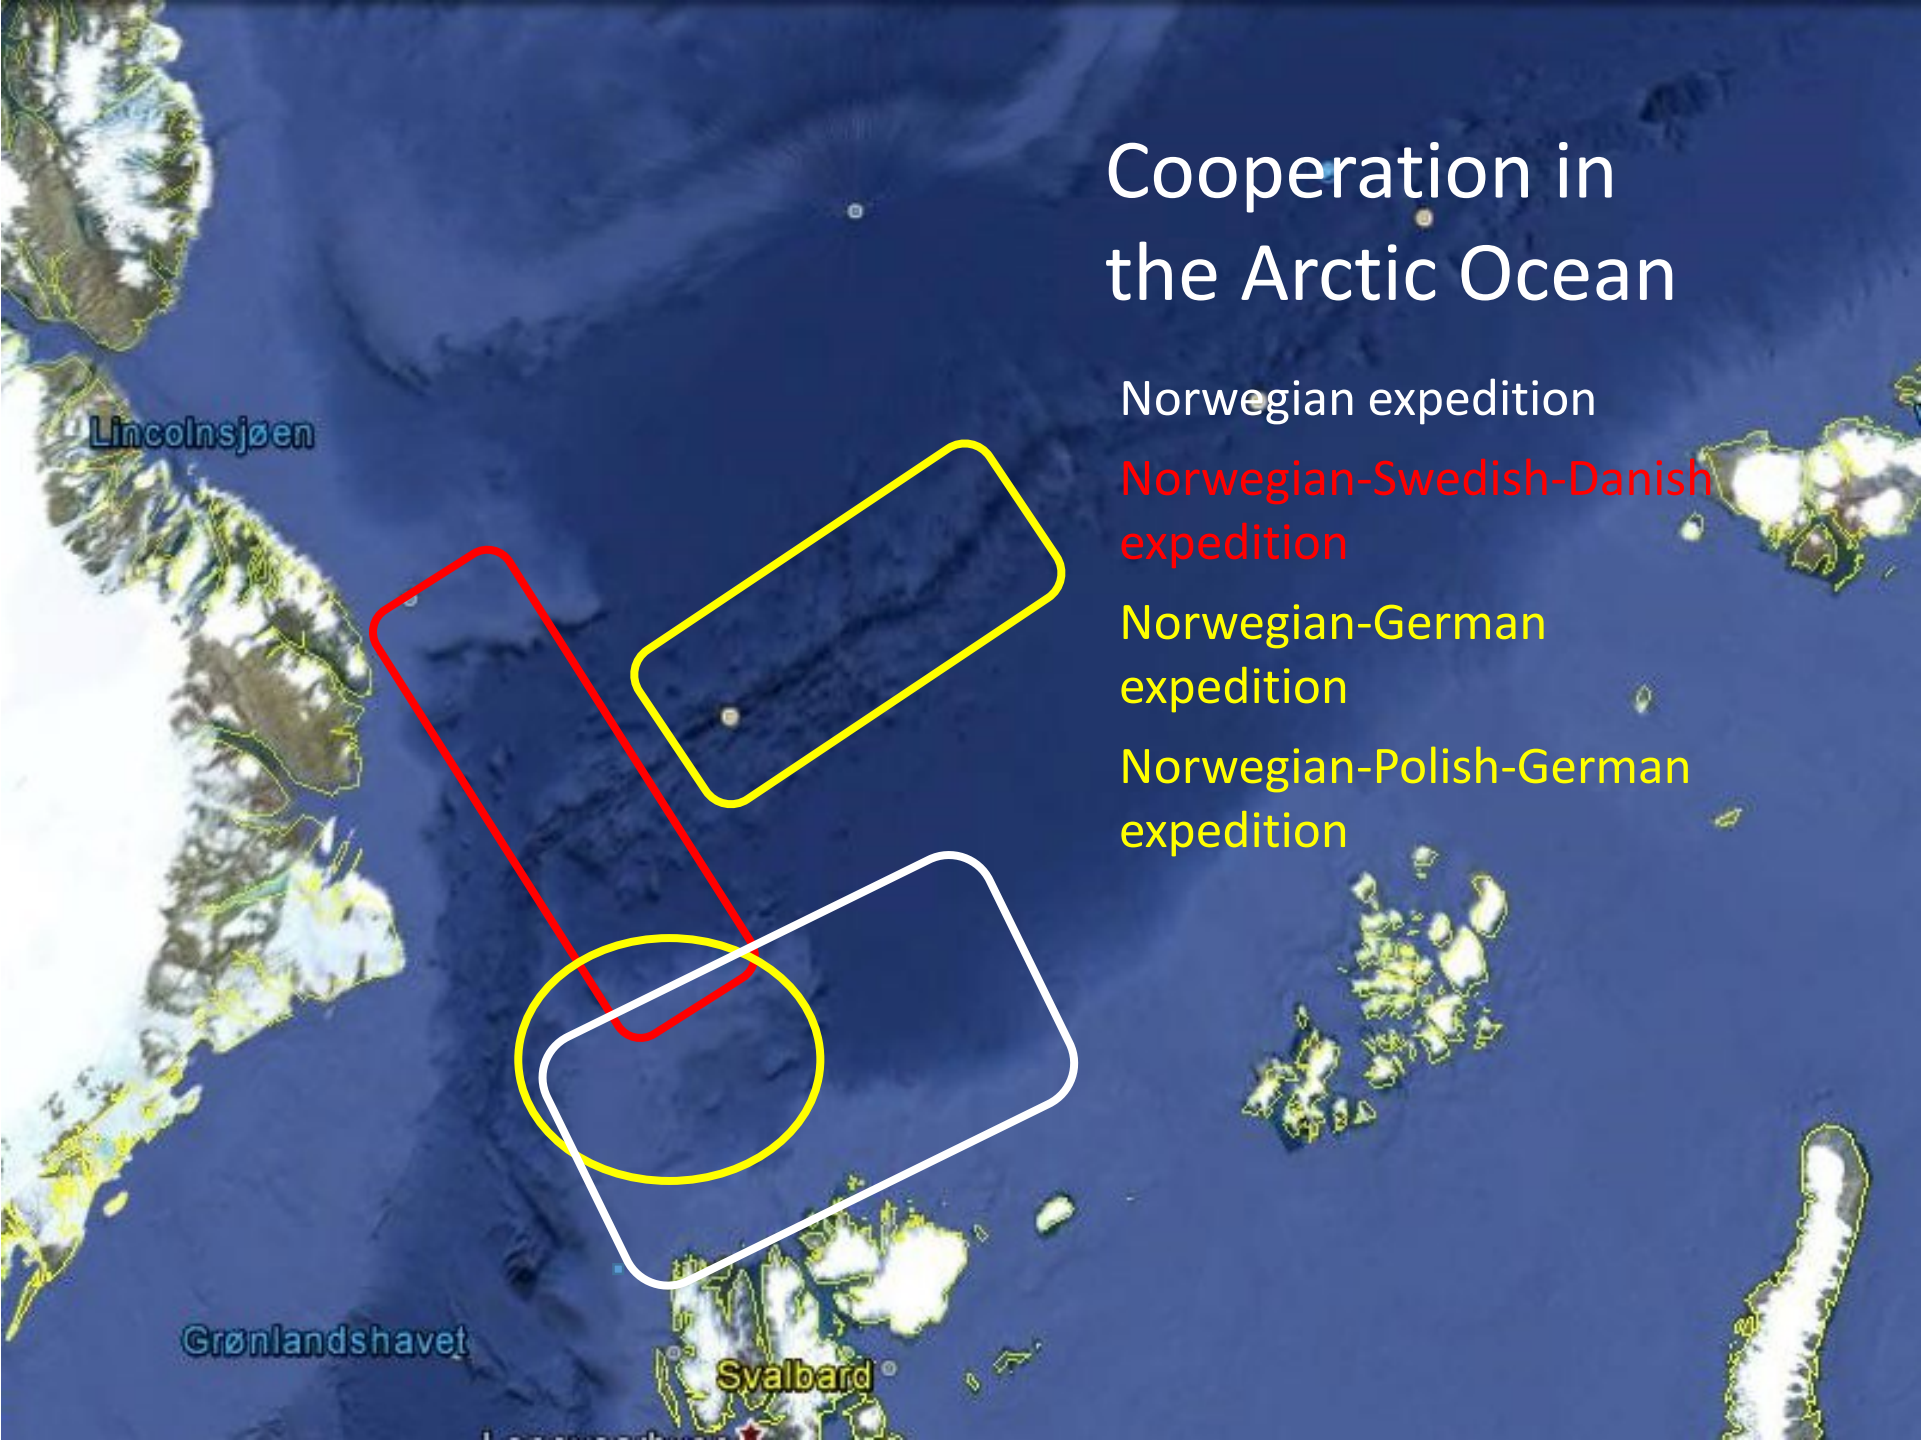 Cooperation in
the Arctic Ocean
Norwegian expedition
Lincolnsjøen
Norwegian-Swedish-Danish
expedition
Norwegian-German
expedition
Norwegian-Polish-German
expedition
Grønlandshavet
Svalbard